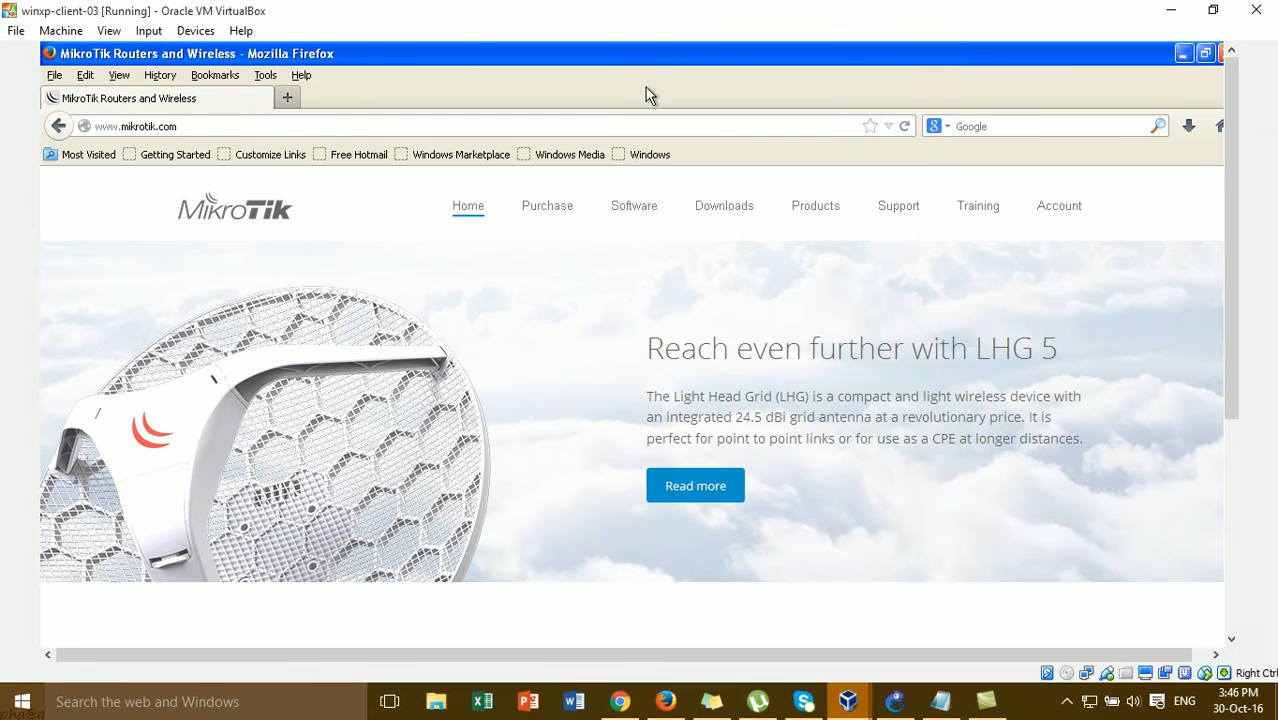 winxp-client-03 [Running] - Oracle VM VirtualBox
File Machine View Input Devices Help
MikroTik Routers and Wireless - Mozilla Firefox
File Edit View History Bookmarks Tools Help
MikroTik Routers and Wireless
www.mikrotik.com
Google
Most Visited Getting Started Customize Links Free Hotmail Windows Marketplace Windows Media Windows
MikroTik
Home Purchase Software Downloads Products Support Training Account
Reach even further with LHG 5
The Light Head Grid (LHG) is a compact and light wireless device with
an integrated 24.5 dBi grid antenna at a revolutionary price. It is
perfect for point to point links or for use as a CPE at longer distances.
Read more
Right Ctrl
Search the web and Windows
ENG
3:46 PM
30-Oct-16